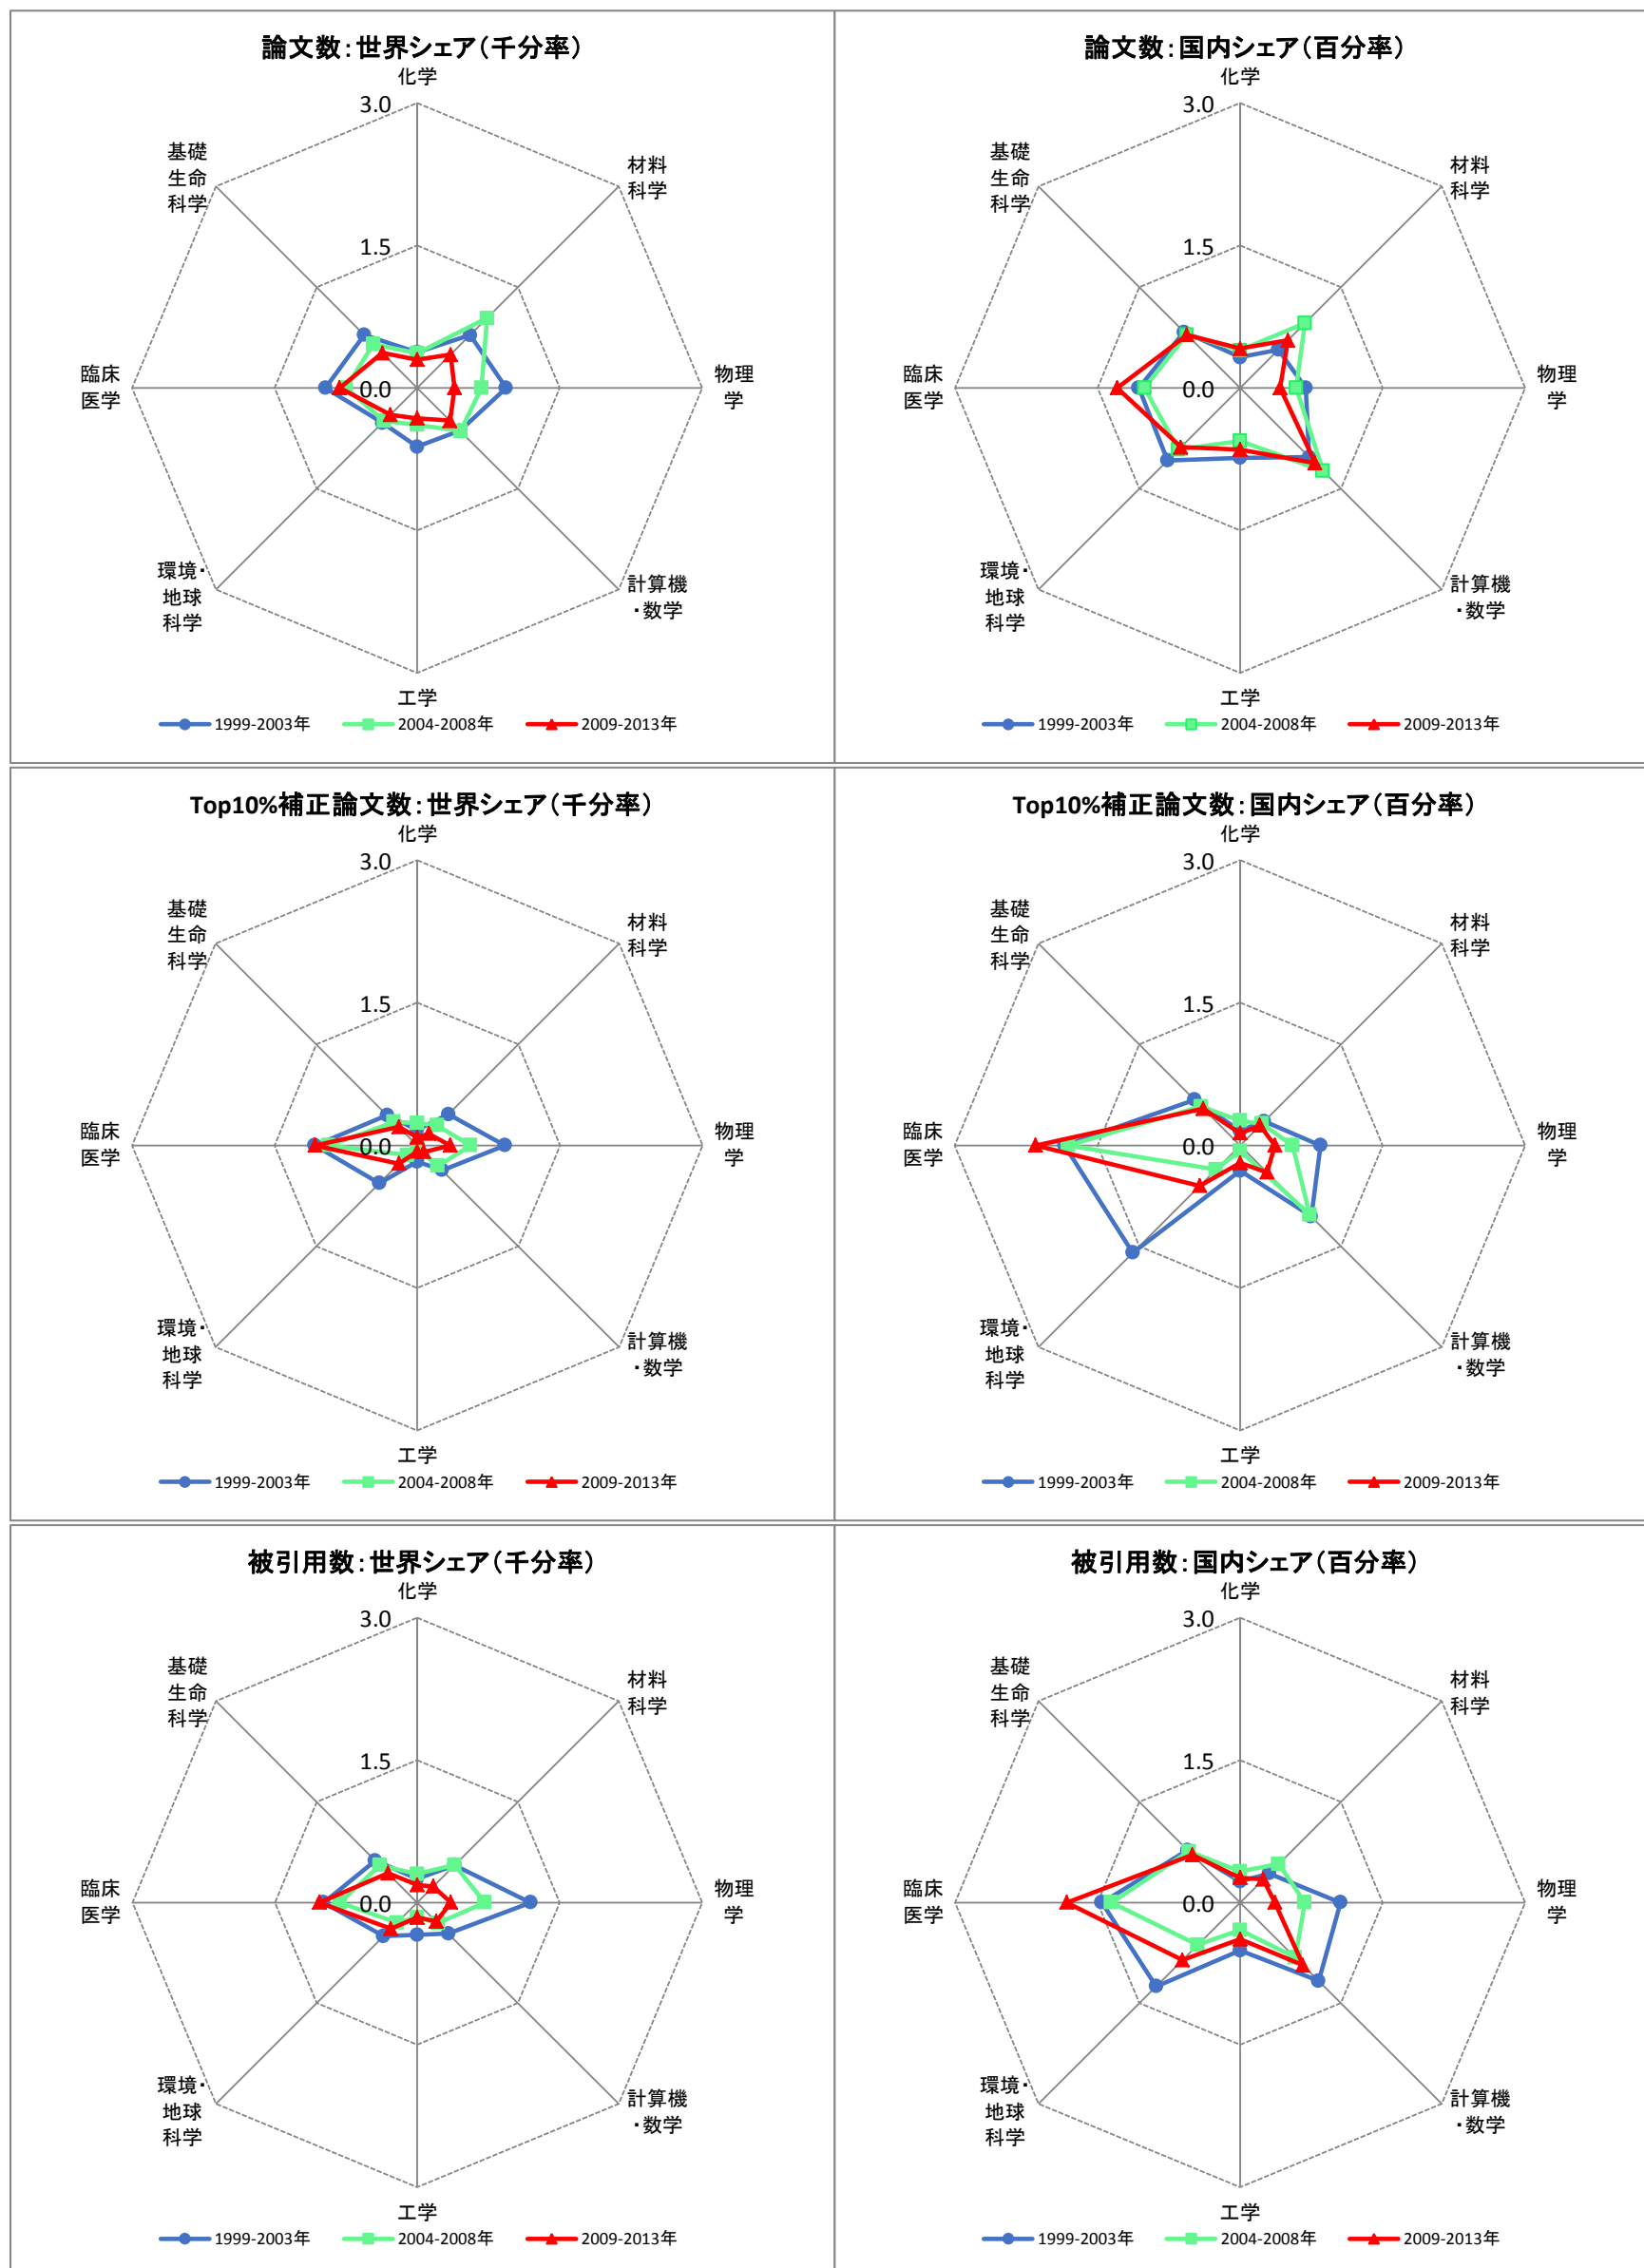 論文数：世界シェア（千分率）
化学
3.0
基礎
生命
科学
材料
科学
1.5
臨床
医学
0.0
物理
学
環境・
地球
科学
計算機
・数学
工学
1999-2003年 2004-2008年 2009-2013年
論文数：国内シェア（百分率）
化学
3.0
基礎
生命
科学
材料
科学
1.5
臨床
医学
0.0
物理
学
環境・
地球
科学
計算機
・数学
工学
1999-2003年 2004-2008年 2009-2013年
Top10%補正論文数：世界シェア（千分率）
化学
3.0
基礎
生命
科学
材料
科学
1.5
臨床
医学
0.0
物理
学
環境・
地球
科学
計算機
・数学
工学
1999-2003年 2004-2008年 2009-2013年
Top10%補正論文数：国内シェア（百分率）
化学
3.0
基礎
生命
科学
材料
科学
1.5
臨床
医学
0.0
物理
学
環境・
地球
科学
計算機
・数学
工学
1999-2003年 2004-2008年 2009-2013年
被引用数：世界シェア（千分率）
化学
3.0
基礎
生命
科学
材料
科学
1.5
臨床
医学
0.0
物理
学
環境・
地球
科学
計算機
・数学
工学
1999-2003年 2004-2008年 2009-2013年
被引用数：国内シェア（百分率）
化学
3.0
基礎
生命
科学
材料
科学
1.5
臨床
医学
0.0
物理
学
環境・
地球
科学
計算機
・数学
工学
1999-2003年 2004-2008年 2009-2013年